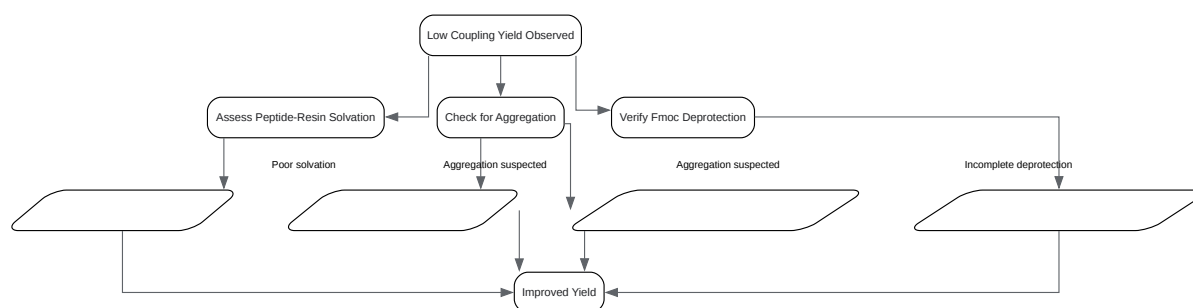 Low Coupling Yield Observed
Assess Peptide-Resin Solvation
Check for Aggregation
Verify Fmoc Deprotection
Poor solvation
Aggregation suspected
Aggregation suspected
Incomplete deprotection
Improved Yield